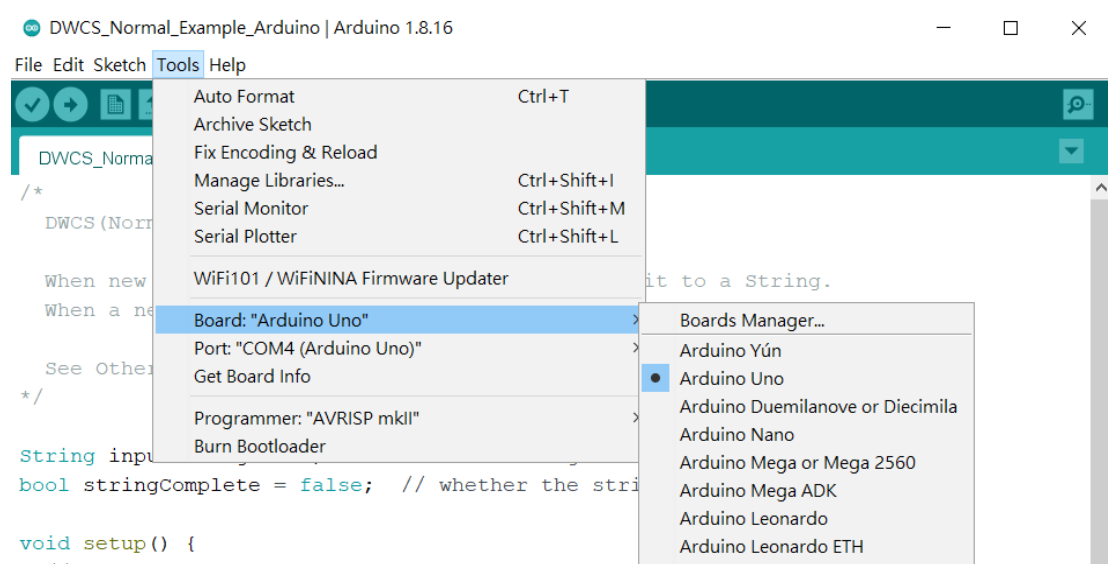 DWCS_Normal_Example_Arduino | Arduino 1.8.16
File Edit Sketch Tools Help
Auto Format Ctrl+T
Archive Sketch
Fix Encoding & Reload
Manage Libraries... Ctrl+Shift+I
Serial Monitor Ctrl+Shift+M
Serial Plotter Ctrl+Shift+L
WiFi101 / WiFiNINA Firmware Updater
Board: "Arduino Uno"
Port: "COM4 (Arduino Uno)"
Get Board Info
Programmer: "AVRISP mkII"
Burn Bootloader
Boards Manager...
Arduino Yún
Arduino Uno
Arduino Duemilanove or Diecimila
Arduino Nano
Arduino Mega or Mega 2560
Arduino Mega ADK
Arduino Leonardo
Arduino Leonardo ETH
DWCS_Norma
/*
DWCS(Norm
When new it to a String.
When a ne
See Other
*/
String inpu
bool stringComplete = false; // whether the stri
void setup() {